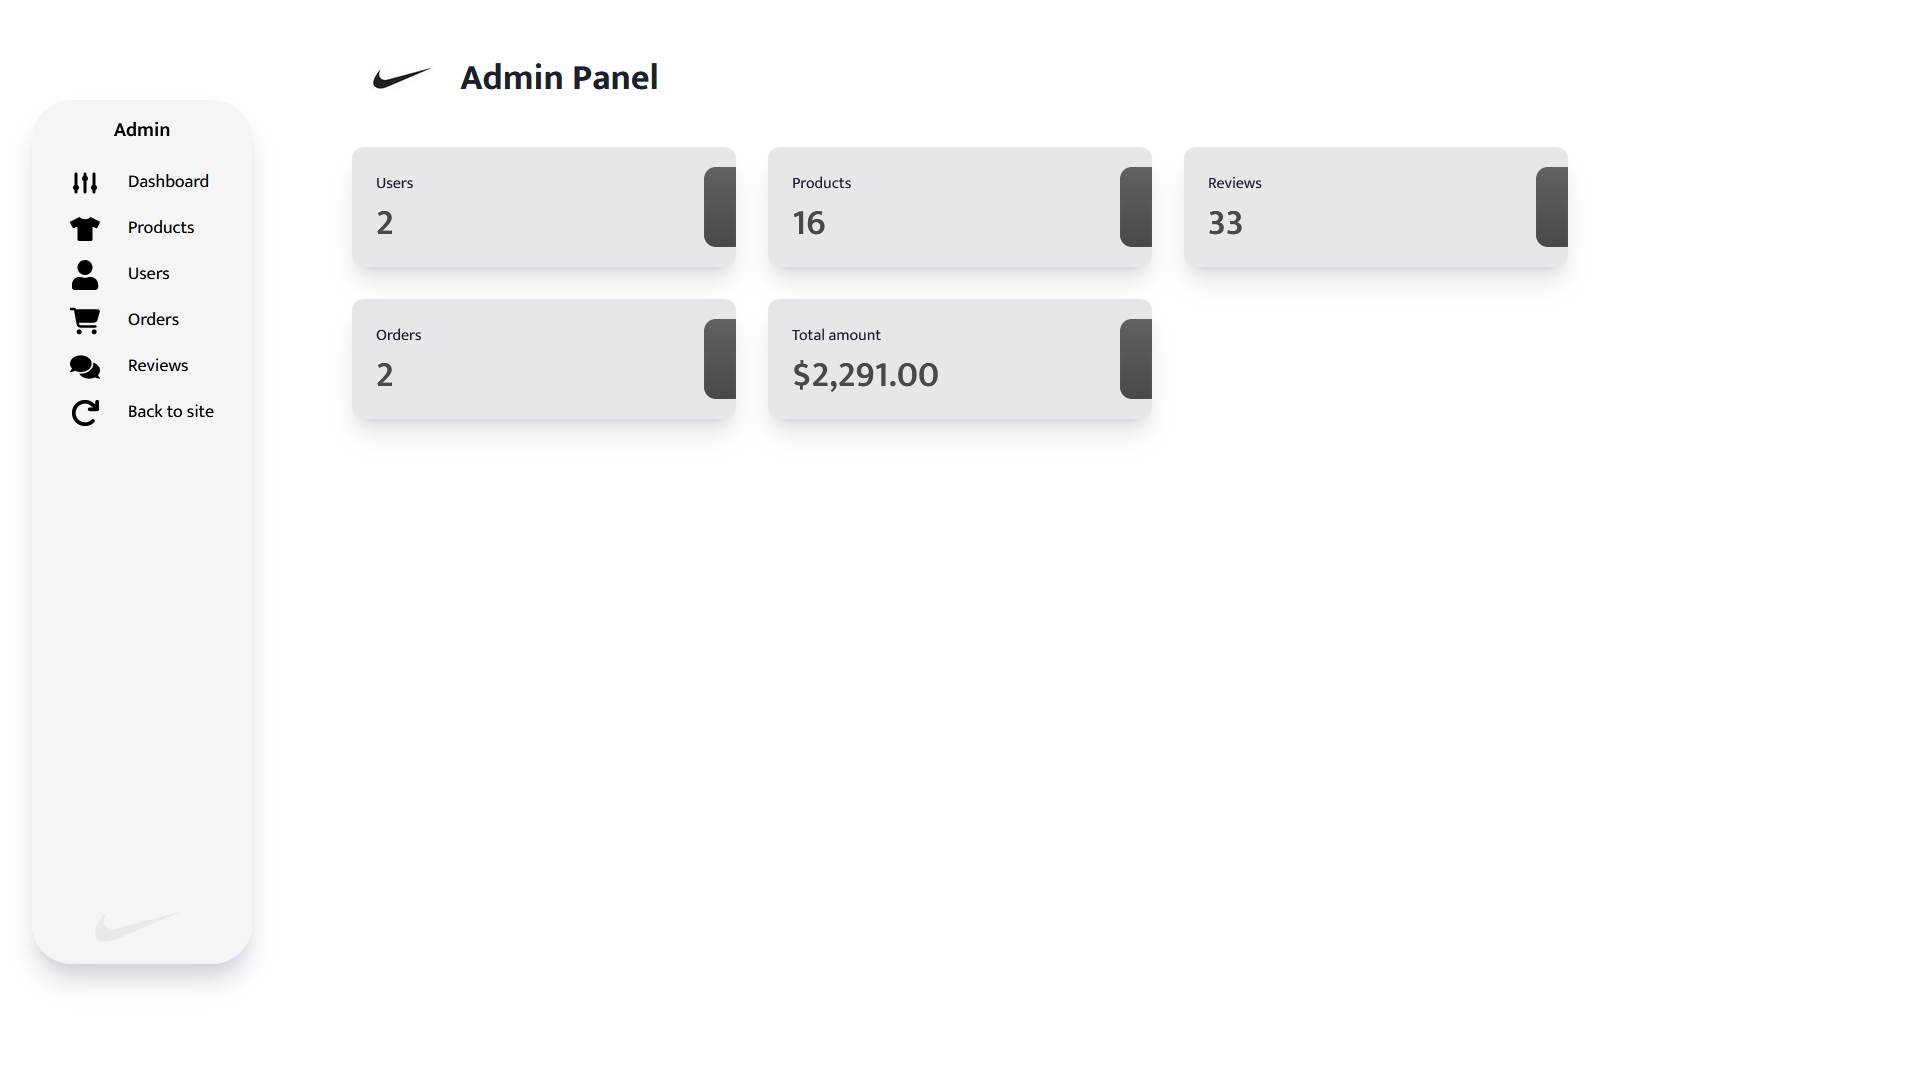 Admin Panel
Admin
Dashboard
Products
Users
Orders
Reviews
Back to site
Users
2
Products
16
Reviews
33
Orders
2
Total amount
$2,291.00